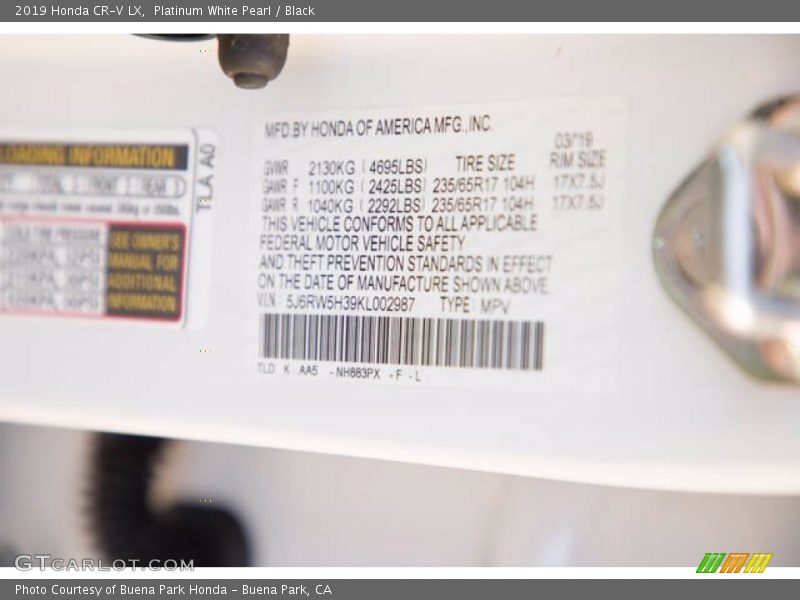 2019 Honda CR-V LX,  Platinum White Pearl / Black
LOADING INFORMATION
TLA A0
SEE OWNER'S
MANUAL FOR
ADDITIONAL
INFORMATION
MFD.BY HONDA OF AMERICA MFG.,INC.
03/19
GVWR 2130KG ( 4695LBS) TIRE SIZE RIM SIZE
GAWR F 1100KG ( 2425LBS) 235/65R17 104H 17X7.5J
GAWR R 1040KG ( 2292LBS) 235/65R17 104H 17X7.5J
THIS VEHICLE CONFORMS TO ALL APPLICABLE
FEDERAL MOTOR VEHICLE SAFETY
AND THEFT PREVENTION STANDARDS IN EFFECT
ON THE DATE OF MANUFACTURE SHOWN ABOVE.
V.I.N.: 5J6RW5H39KL002987 TYPE: MPV
TLD K AA5 -NH883PX -F -L
GTCARLOT.COM
Photo Courtesy of Buena Park Honda - Buena Park, CA